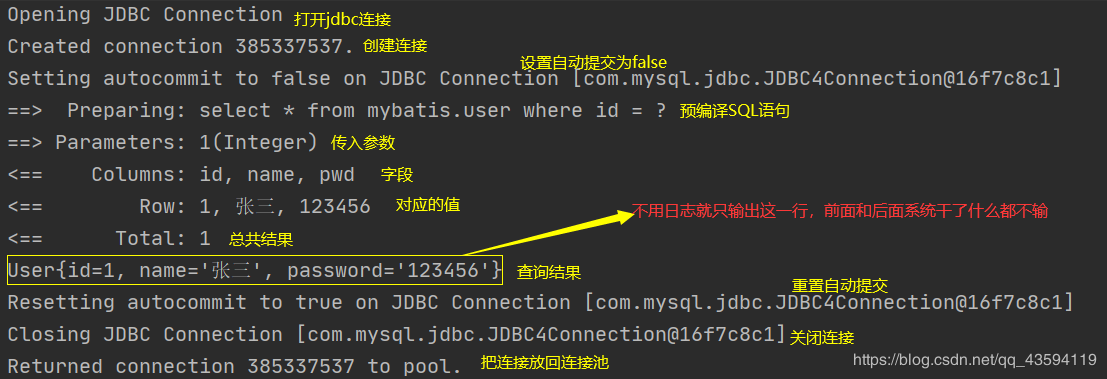 Opening JDBC Connection 打开jdbc连接
Created connection 385337537. 创建连接
设置自动提交为false
Setting autocommit to false on JDBC Connection [com.mysql.jdbc.JDBC4Connection@16f7c8c1]
==>  Preparing: select * from mybatis.user where id = ? 预编译SQL语句
==> Parameters: 1(Integer) 传入参数
<==    Columns: id, name, pwd 字段
<==        Row: 1, 张三, 123456 对应的值
不用日志就只输出这一行，前面和后面系统干了什么都不输
<==      Total: 1 总共结果
User{id=1, name='张三', password='123456'} 查询结果
重置自动提交
Resetting autocommit to true on JDBC Connection [com.mysql.jdbc.JDBC4Connection@16f7c8c1]
Closing JDBC Connection [com.mysql.jdbc.JDBC4Connection@16f7c8c1] 关闭连接
Returned connection 385337537 to pool. 把连接放回连接池
https://blog.csdn.net/qq_43594119